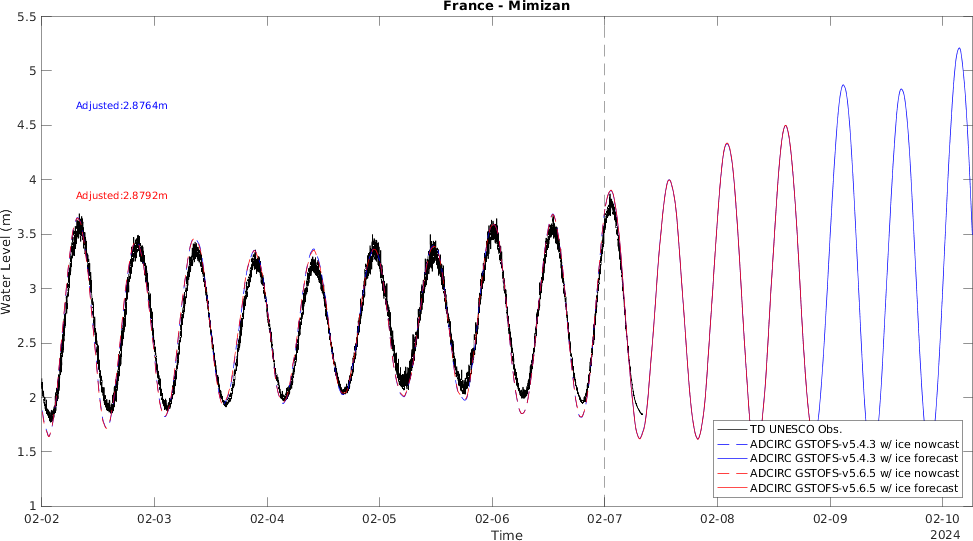 France - Mimizan
5.5
5
4.5
4
3.5
3
2.5
2
1.5
1
Water Level (m)
Adjusted:2.8764m
Adjusted:2.8792m
TD UNESCO Obs.
ADCIRC GSTOFS-v5.4.3 w/ ice nowcast
ADCIRC GSTOFS-v5.4.3 w/ ice forecast
ADCIRC GSTOFS-v5.6.5 w/ ice nowcast
ADCIRC GSTOFS-v5.6.5 w/ ice forecast
02-02 02-03 02-04 02-05 02-06 02-07 02-08 02-09 02-10
2024
Time